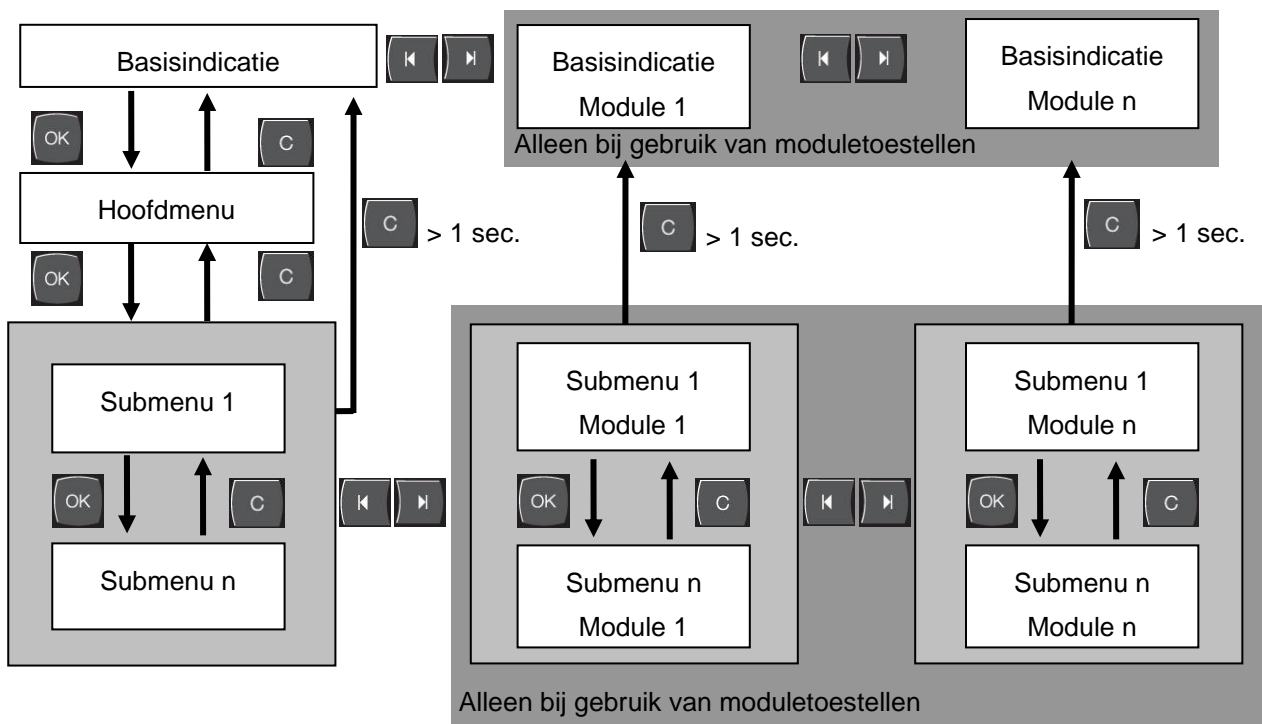 Basisindicatie
Basisindicatie
Module 1
Basisindicatie
Module n
Alleen bij gebruik van moduletoestellen
OK
C
Hoofdmenu
C
> 1 sec.
C
> 1 sec.
C
> 1 sec.
OK
C
Submenu 1
Submenu 1
Module 1
Submenu 1
Module n
OK
C
OK
C
OK
C
Submenu n
Submenu n
Module 1
Submenu n
Module n
Alleen bij gebruik van moduletoestellen